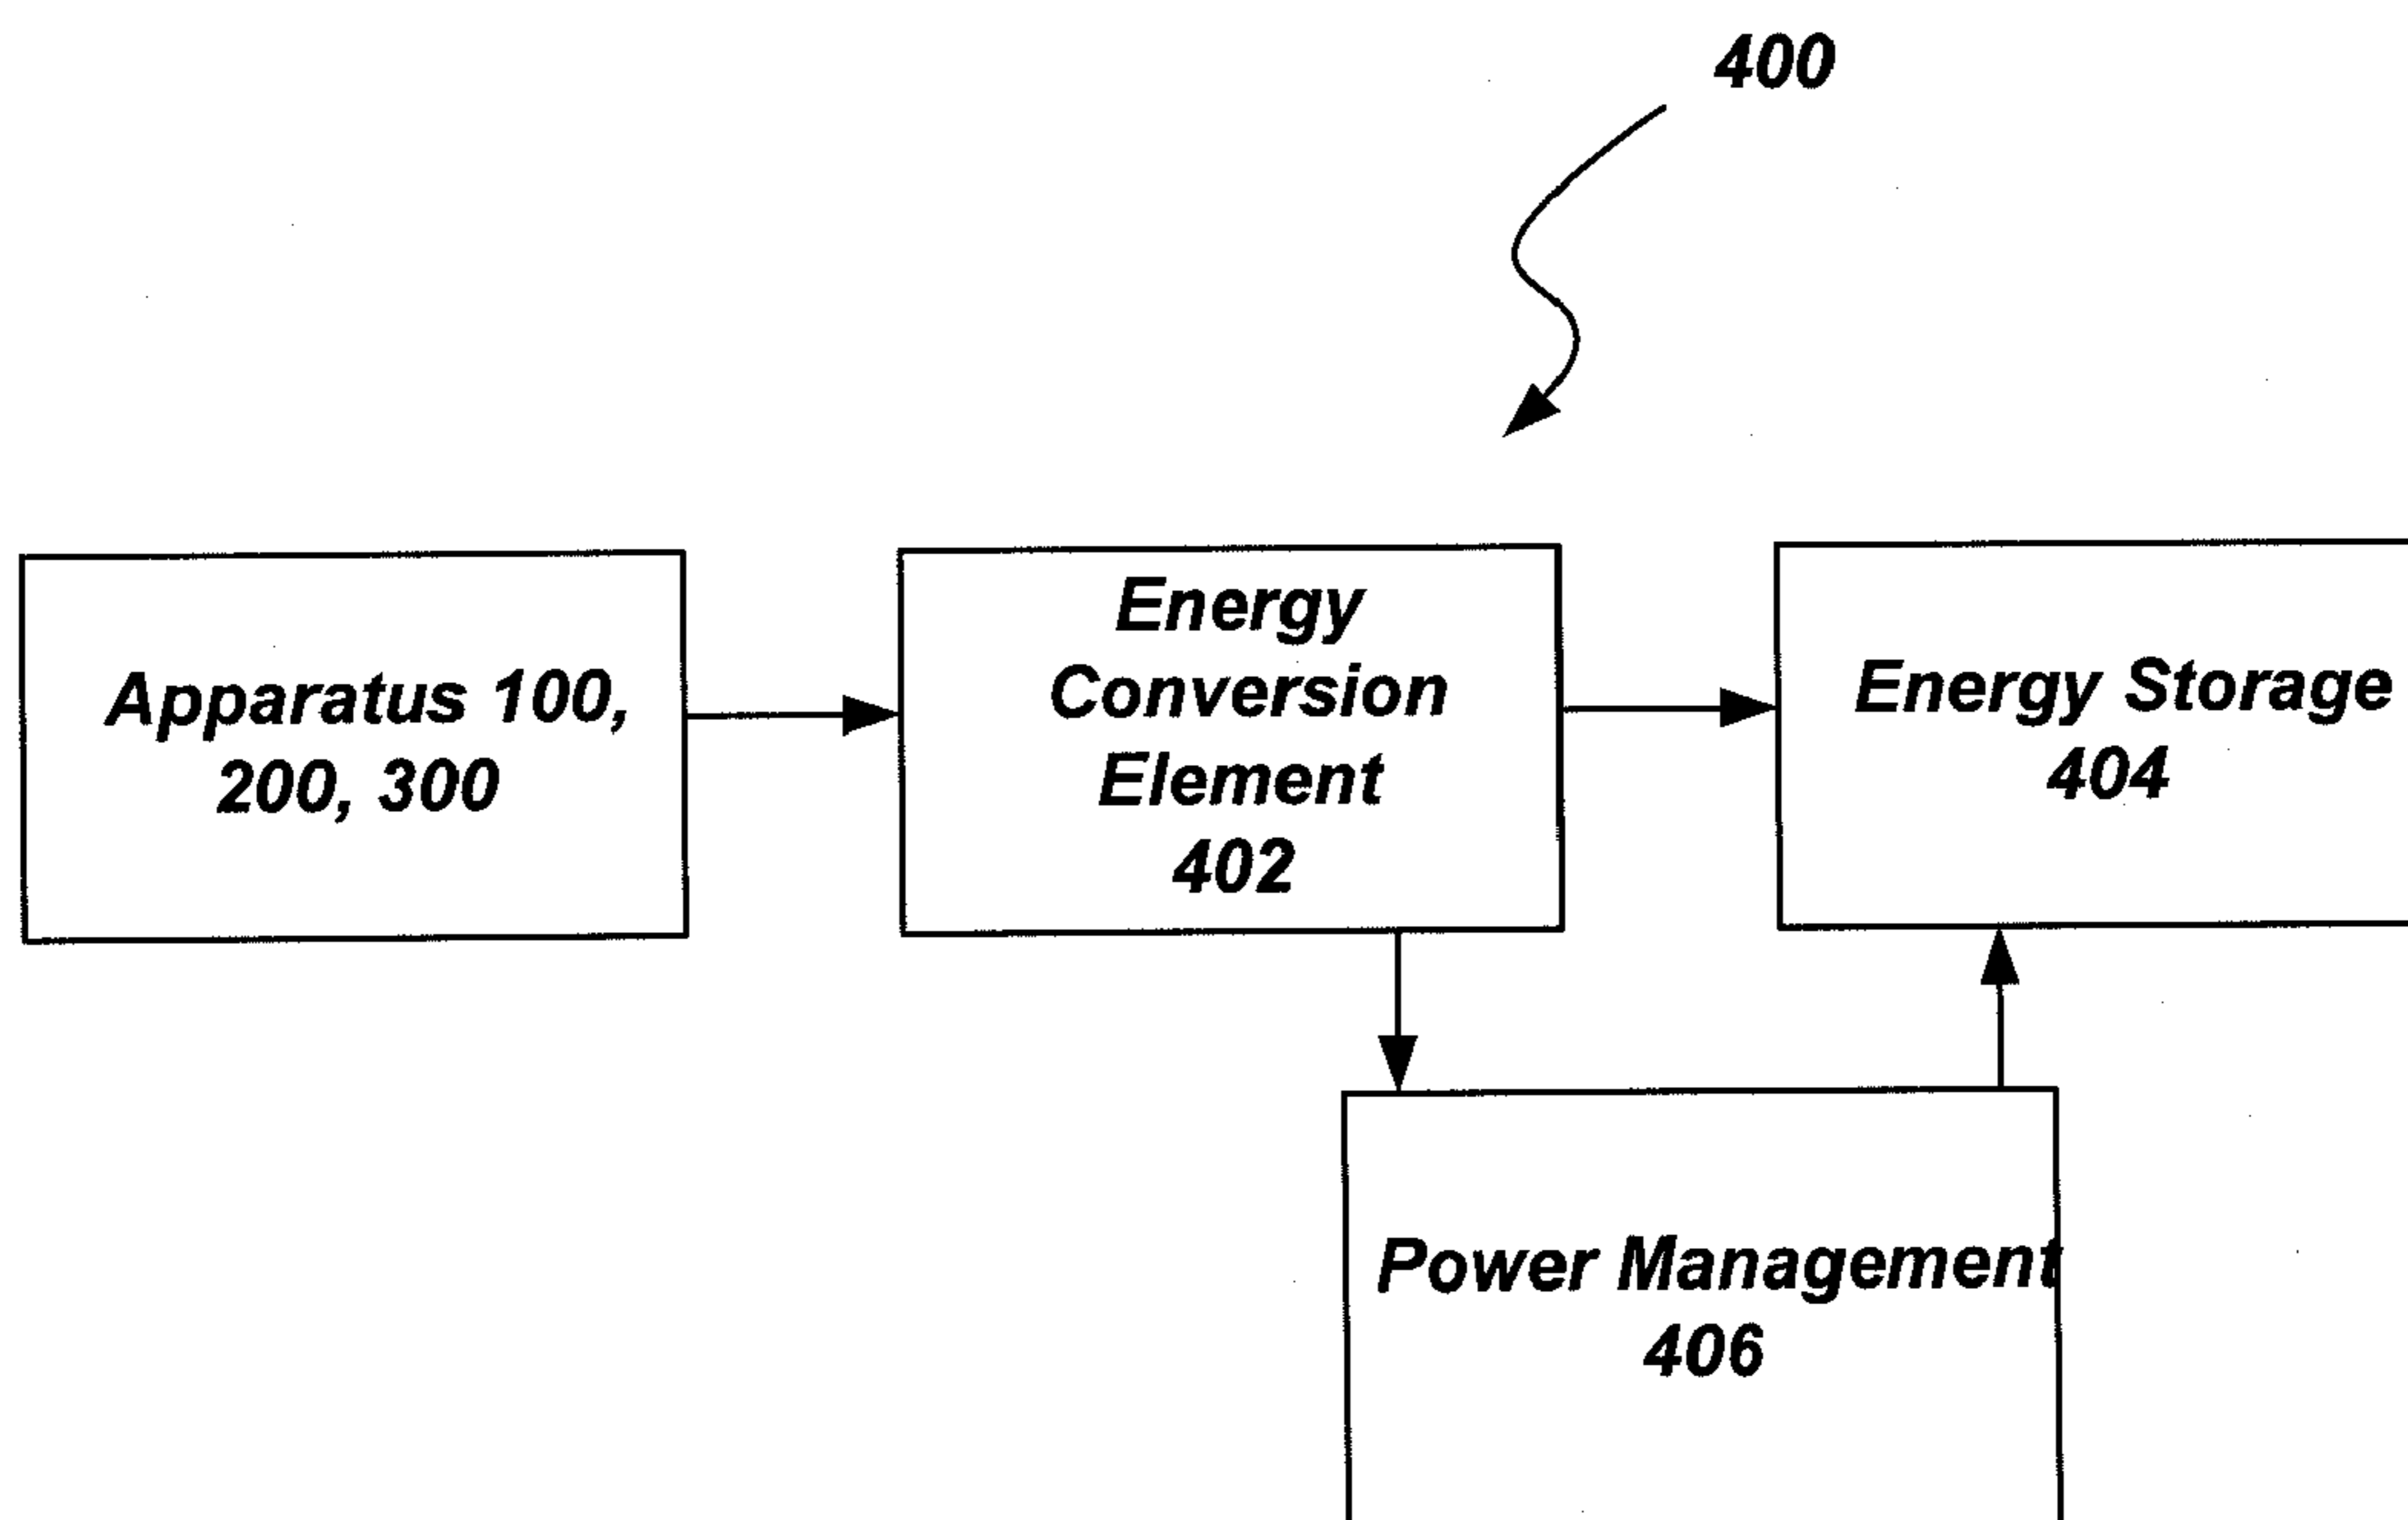 400
Apparatus 100,
200, 300
Energy
Conversion
Element
402
Energy Storage
404
Power Management
406